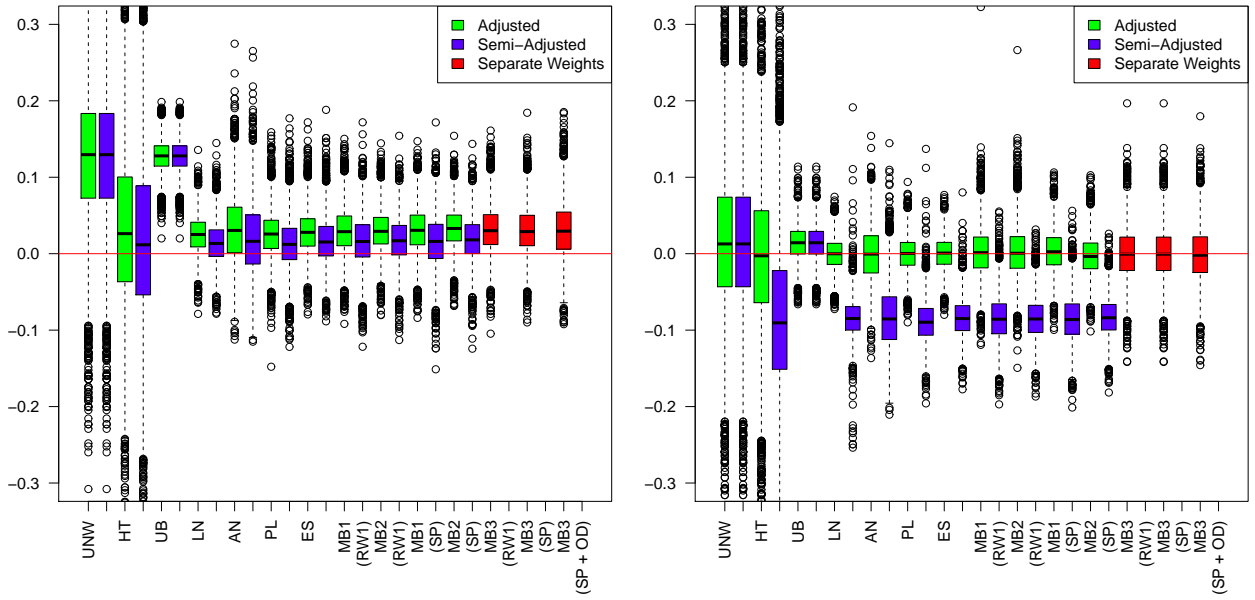 0.3
0.2
0.1
0.0
−0.1
−0.2
−0.3
Adjusted
Semi−Adjusted
Separate Weights
UNW
HT
UB
LN
AN
PL
ES
MB1
(RW1)
MB2
(RW1)
MB1
(SP)
MB2
(SP)
MB3
(RW1)
MB3
(SP)
MB3
(SP + OD)
0.3
0.2
0.1
0.0
−0.1
−0.2
−0.3
Adjusted
Semi−Adjusted
Separate Weights
UNW
HT
UB
LN
AN
PL
ES
MB1
(RW1)
MB2
(RW1)
MB1
(SP)
MB2
(SP)
MB3
(RW1)
MB3
(SP)
MB3
(SP + OD)